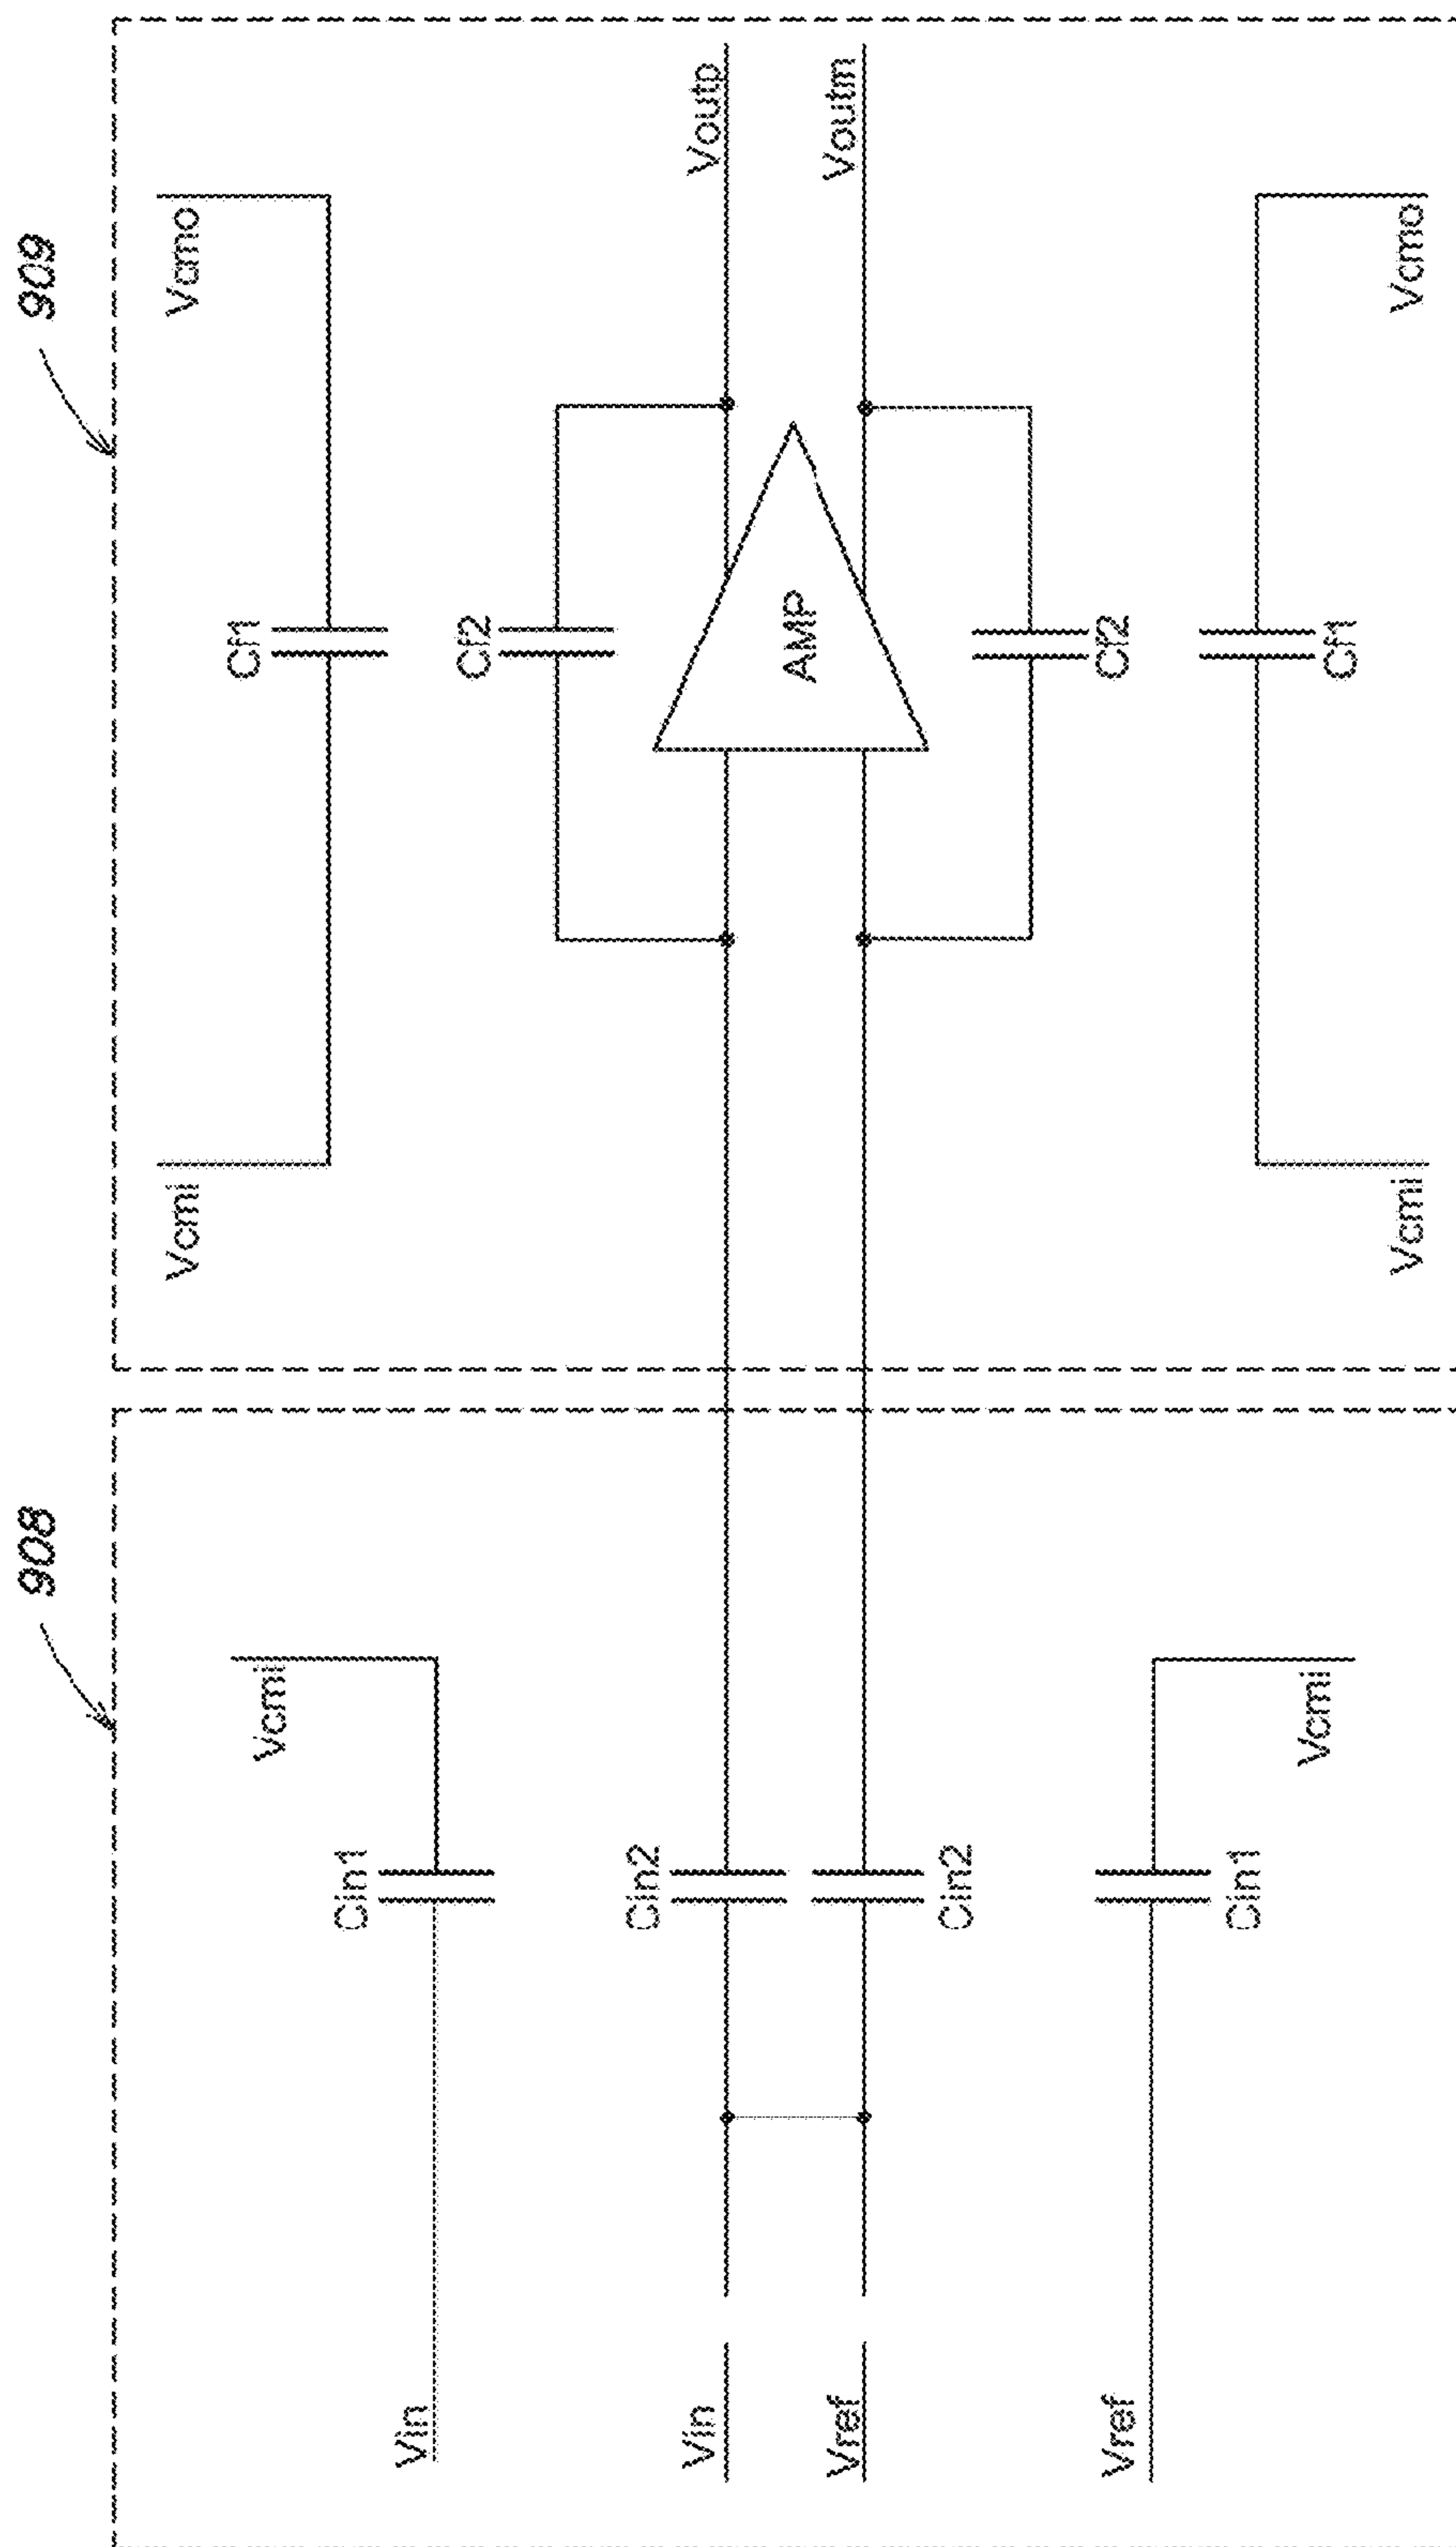 908
909
Vcmi
Vcmo
Cf1
Vcmi
Vin
Cin1
Cf2
Vin
Cin2
AMP
Voutp
Vref
Cin2
Voutm
Cf2
Vref
Cin1
Vcmi
Cf1
Vcmi
Vcmo